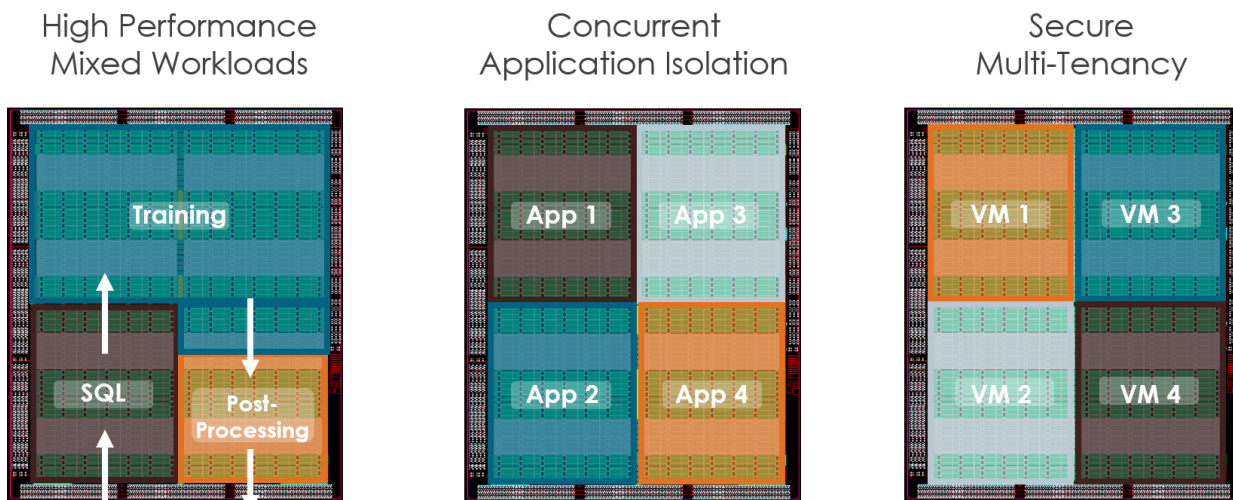 High Performance
Mixed Workloads
Training
SQL
Post-
Processing
Concurrent
Application Isolation
App 1
App 3
App 2
App 4
Secure
Multi-Tenancy
VM 1
VM 3
VM 2
VM 4